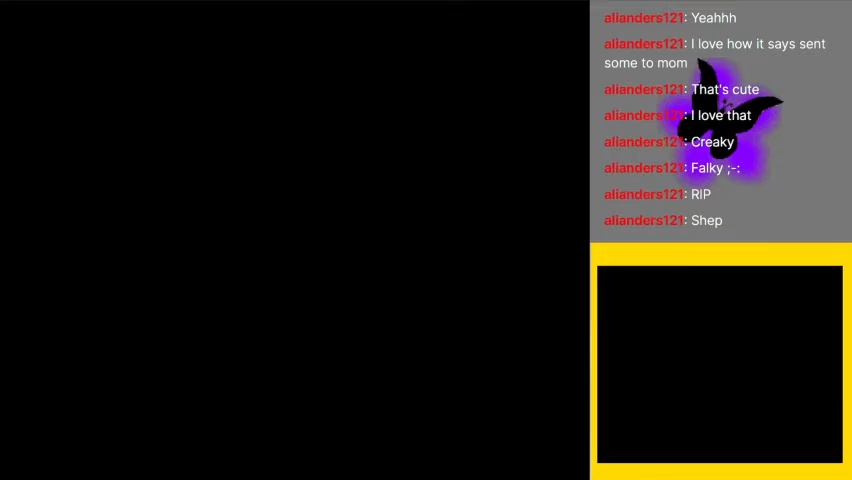 alianders121: Yeahhh
alianders121: I love how it says sent
some to mom
alianders121: That's cute
alianders121: I love that
alianders121: Creaky
alianders121: Falky ;-:
alianders121: RIP
alianders121: Shep